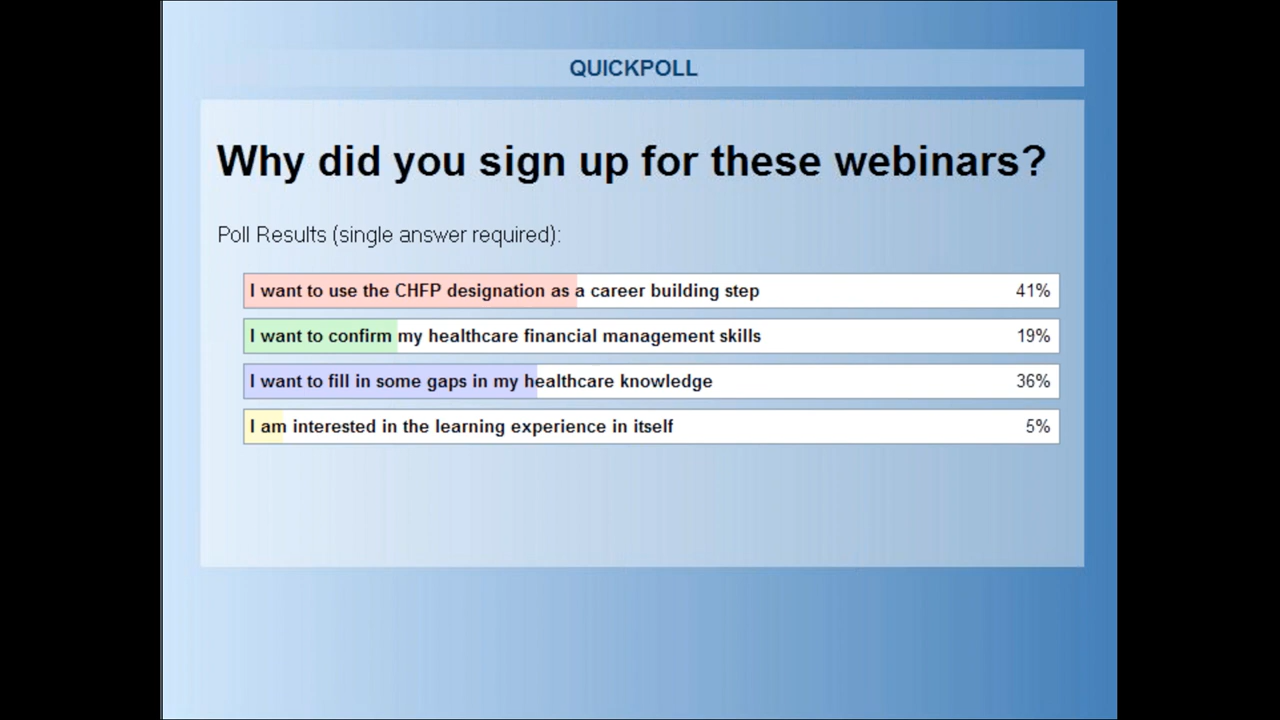 QUICKPOLL
Why did you sign up for these webinars?
Poll Results (single answer required):
I want to use the CHFP designation as a career building step 41%
I want to confirm my healthcare financial management skills 19%
I want to fill in some gaps in my healthcare knowledge 36%
I am interested in the learning experience in itself 5%